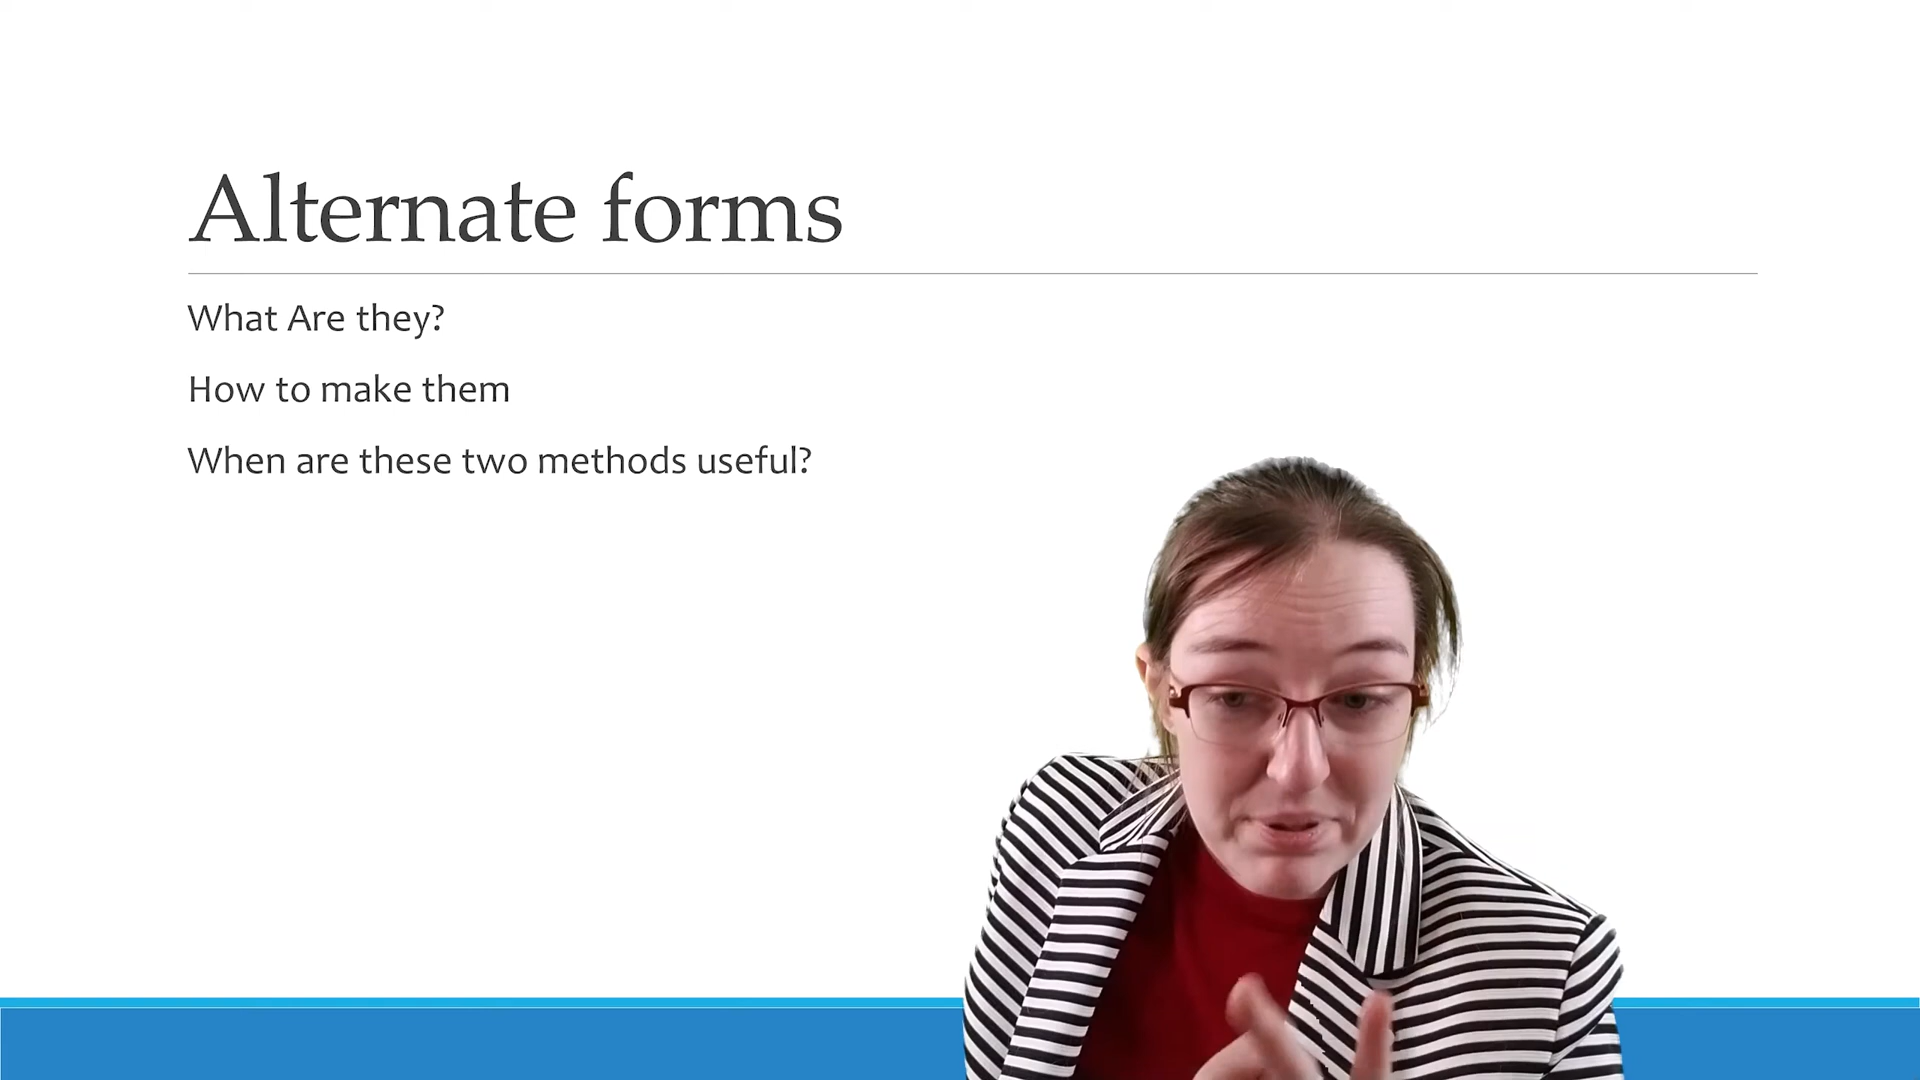 Alternate forms
What Are they?
How to make them
When are these two methods useful?